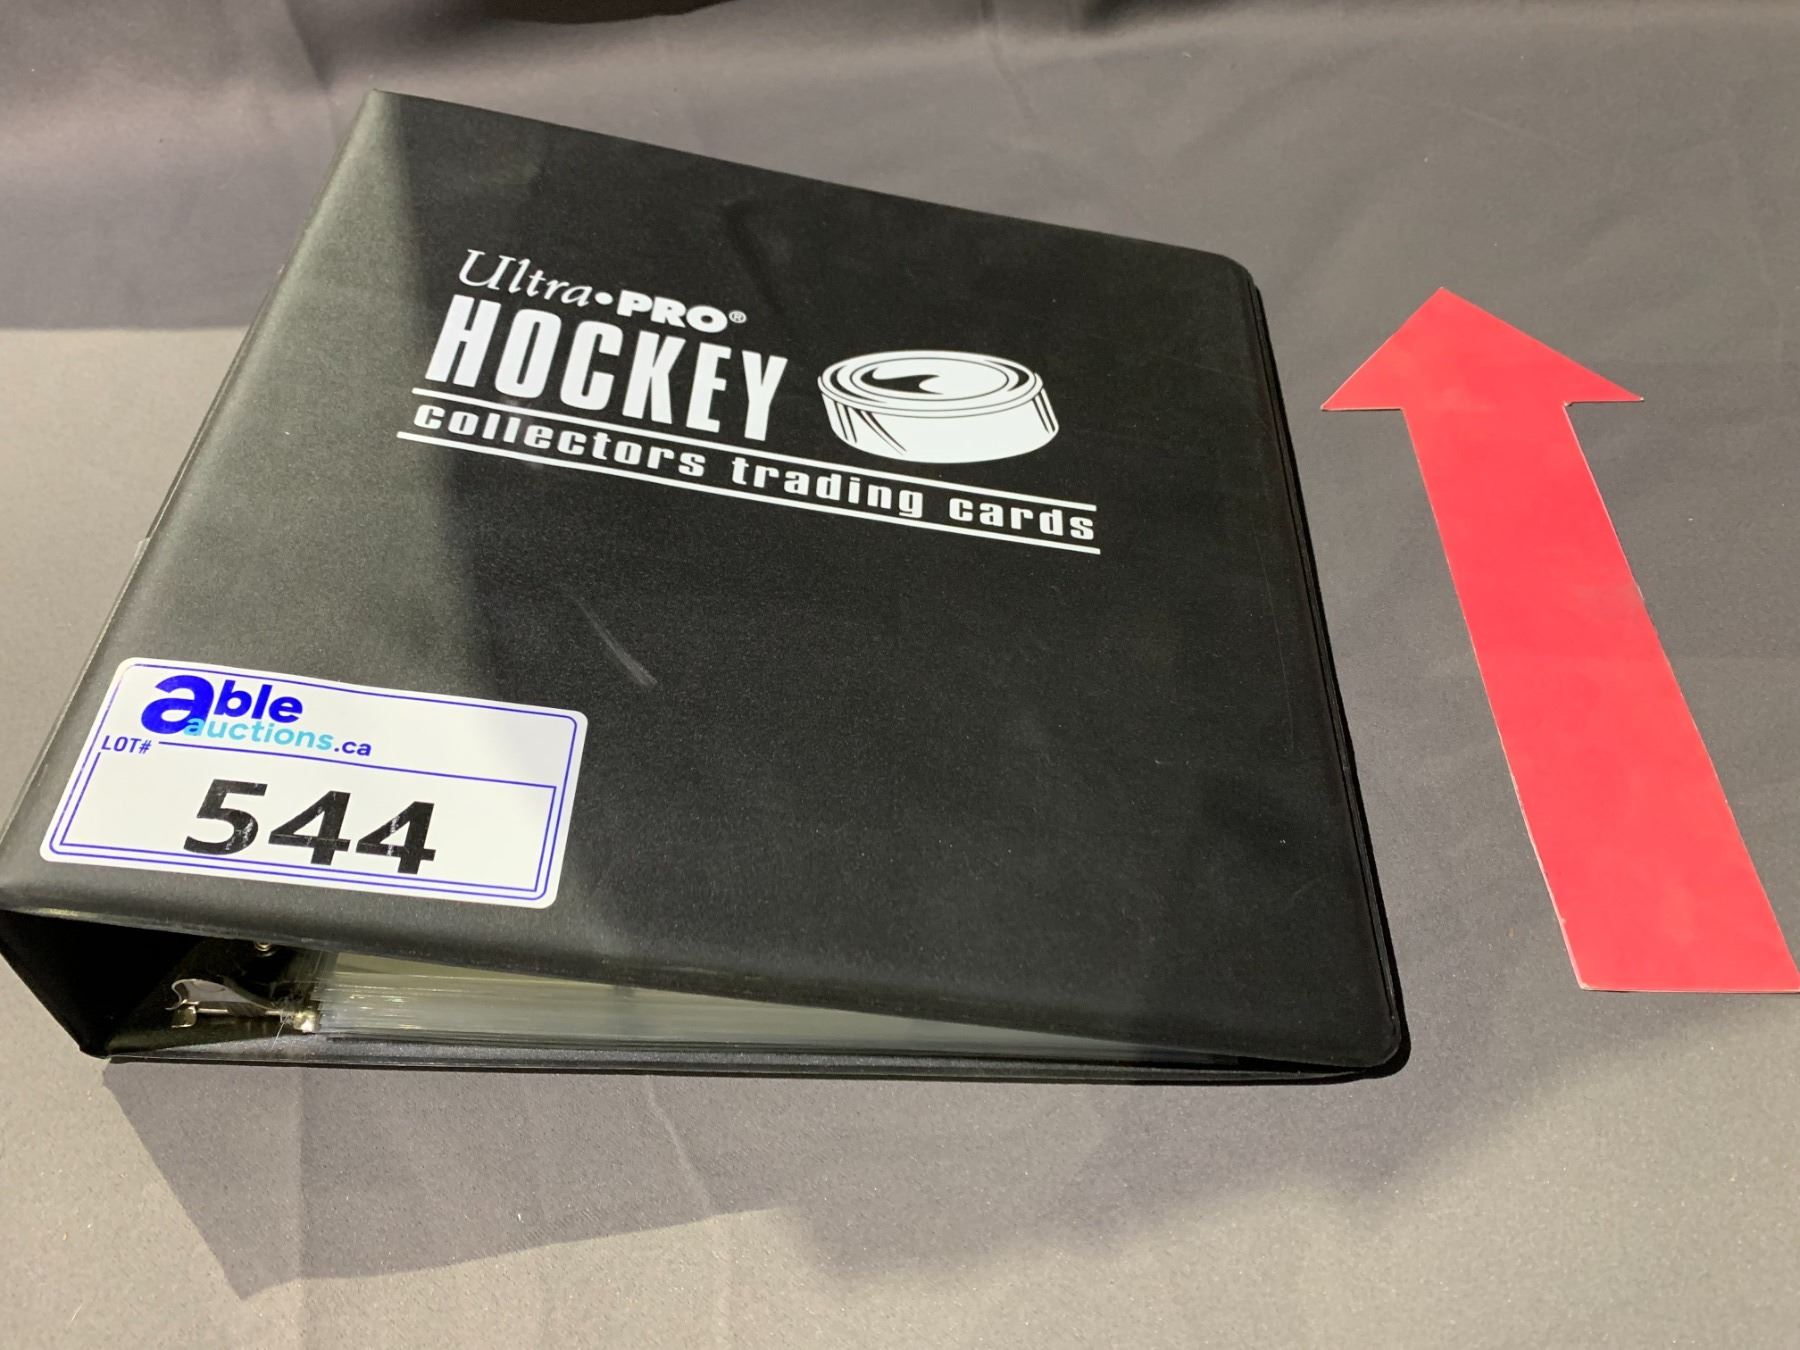 Ultra•PRO®
HOCKEY
collectors trading cards
able
auctions.ca
LOT#
544